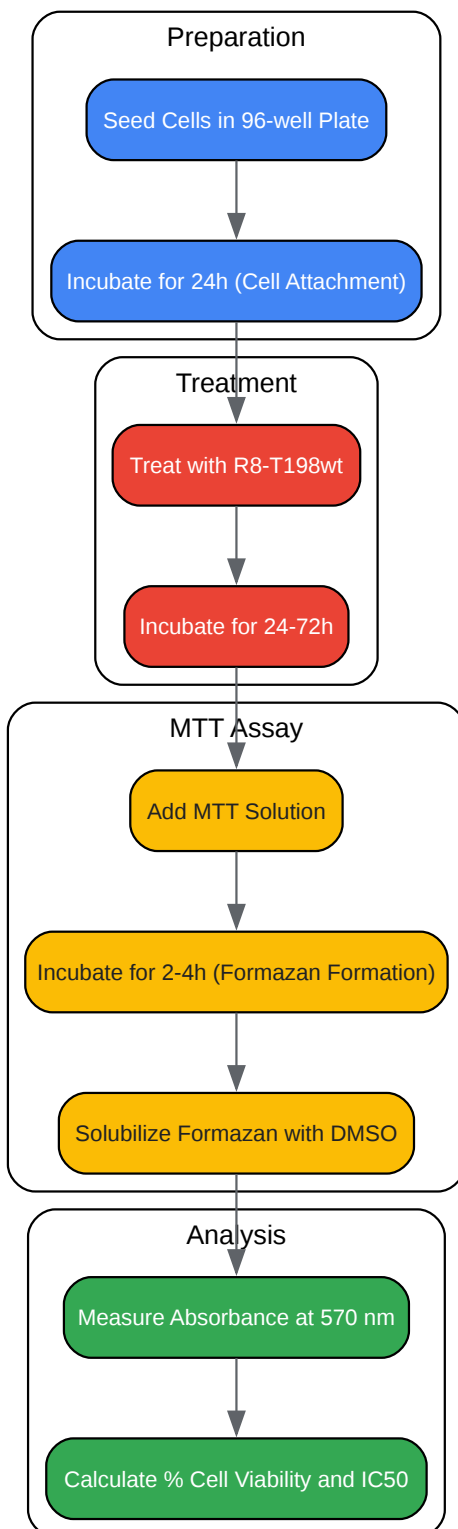 Preparation
Seed Cells in 96-well Plate
Incubate for 24h (Cell Attachment)
Treatment
Treat with R8-T198wt
Incubate for 24-72h
MTT Assay
Add MTT Solution
Incubate for 2-4h (Formazan Formation)
Solubilize Formazan with DMSO
Analysis
Measure Absorbance at 570 nm
Calculate % Cell Viability and IC50